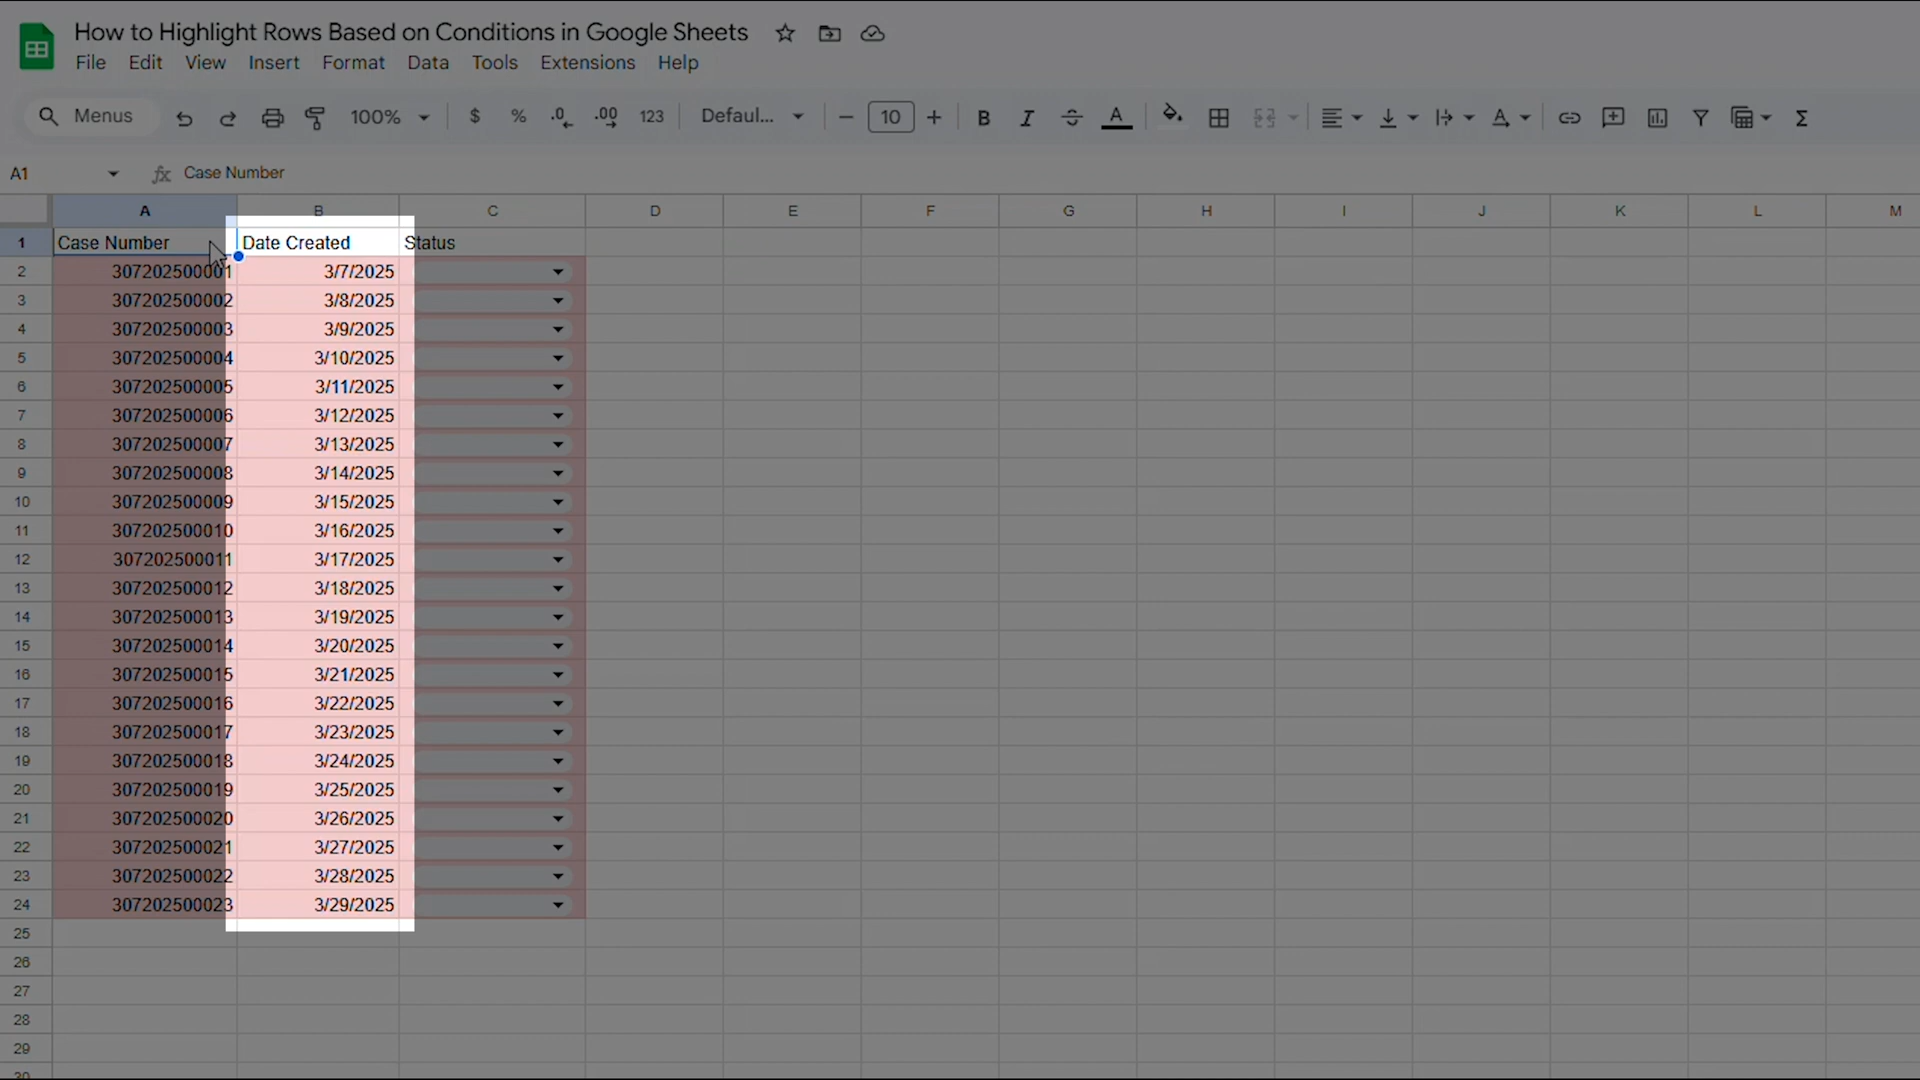 How to Highlight Rows Based on Conditions in Google Sheets
File Edit View Insert Format Data Tools Extensions Help
Menus 100% $ % .0 .00 123 Defaul... 10 B I A A Σ
A1 fx Case Number
A B C D E F G H I J K L M
1 Case Number Date Created Status
2 307202500001 3/7/2025
3 307202500002 3/8/2025
4 307202500003 3/9/2025
5 307202500004 3/10/2025
6 307202500005 3/11/2025
7 307202500006 3/12/2025
8 307202500007 3/13/2025
9 307202500008 3/14/2025
10 307202500009 3/15/2025
11 307202500010 3/16/2025
12 307202500011 3/17/2025
13 307202500012 3/18/2025
14 307202500013 3/19/2025
15 307202500014 3/20/2025
16 307202500015 3/21/2025
17 307202500016 3/22/2025
18 307202500017 3/23/2025
19 307202500018 3/24/2025
20 307202500019 3/25/2025
21 307202500020 3/26/2025
22 307202500021 3/27/2025
23 307202500022 3/28/2025
24 307202500023 3/29/2025
25
26
27
28
29
30